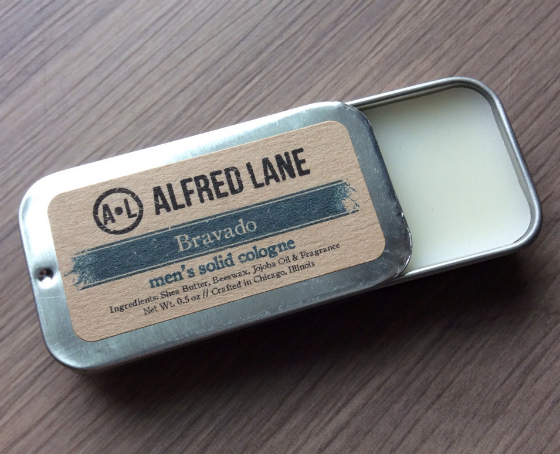 A•L ALFRED LANE
Bravado
men's solid cologne
Ingredients: Shea Butter, Beeswax, Jojoba Oil & Fragrance
Net Wt. 0.5 oz // Crafted in Chicago, Illinois